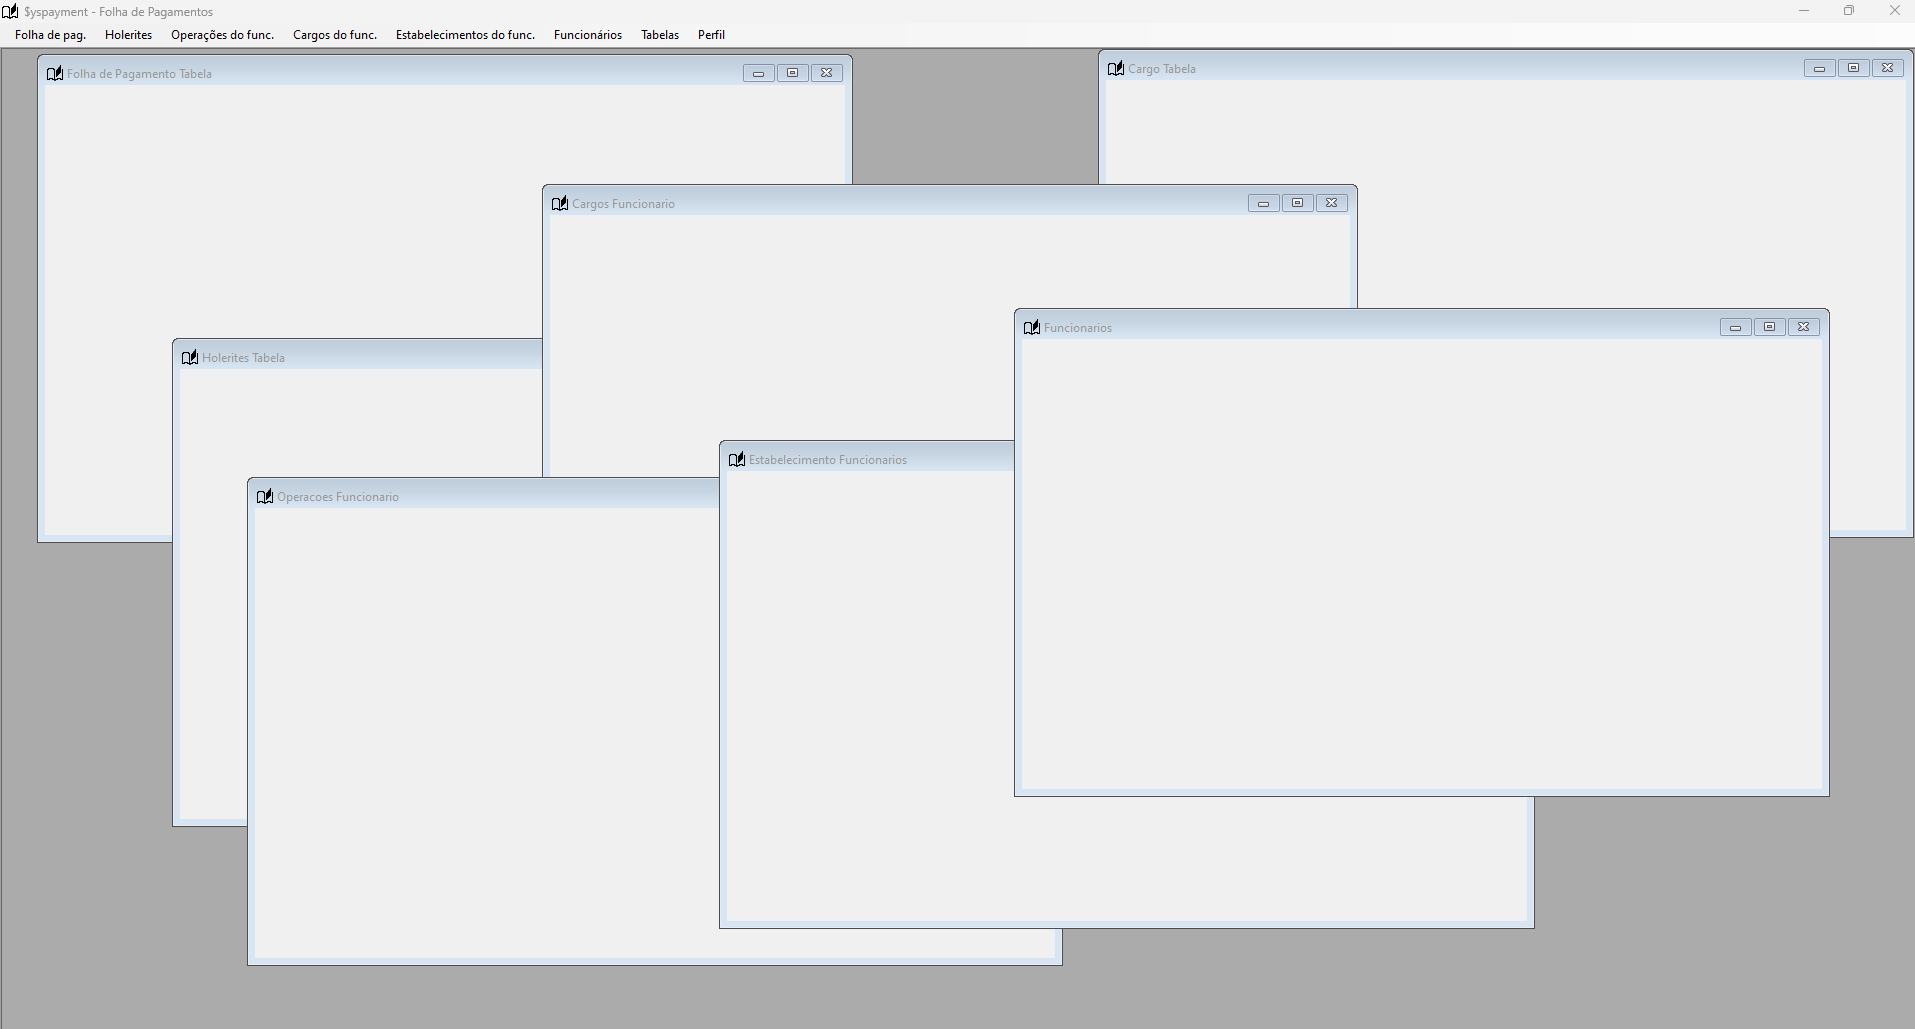 $yspayment - Folha de Pagamentos
Folha de pag. Holerites Operações do func. Cargos do func. Estabelecimentos do func. Funcionários Tabelas Perfil
Folha de Pagamento Tabela
Cargo Tabela
Cargos Funcionario
Funcionarios
Holerites Tabela
Estabelecimento Funcionarios
Operacoes Funcionario